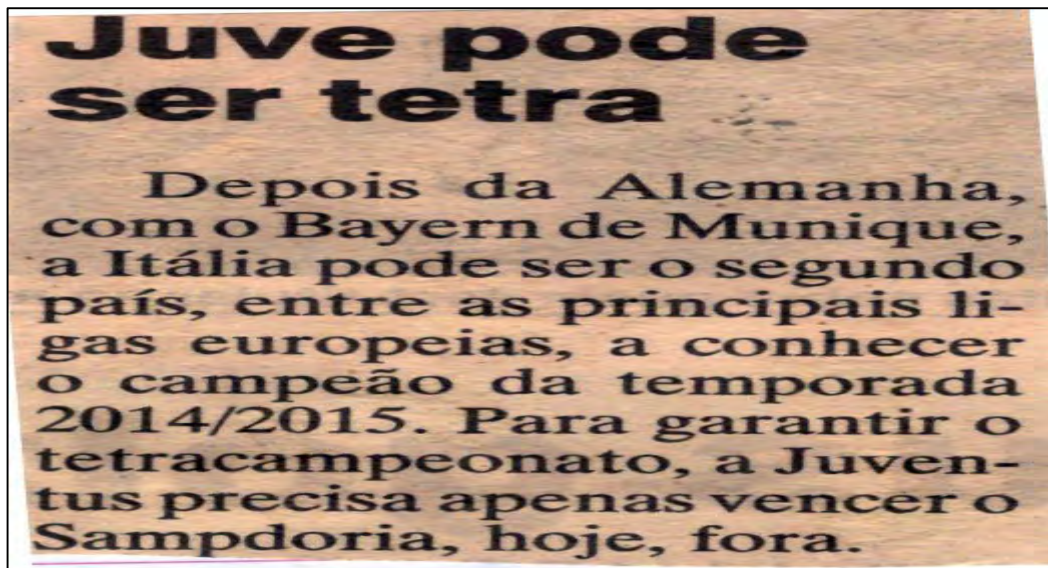 Juve pode
ser tetra
Depois da Alemanha,
com o Bayern de Munique,
a Itália pode ser o segundo
país, entre as principais li-
gas europeias, a conhecer
o campeão da temporada
2014/2015. Para garantir o
tetracampeonato, a Juven-
tus precisa apenas vencer o
Sampdoria, hoje, fora.